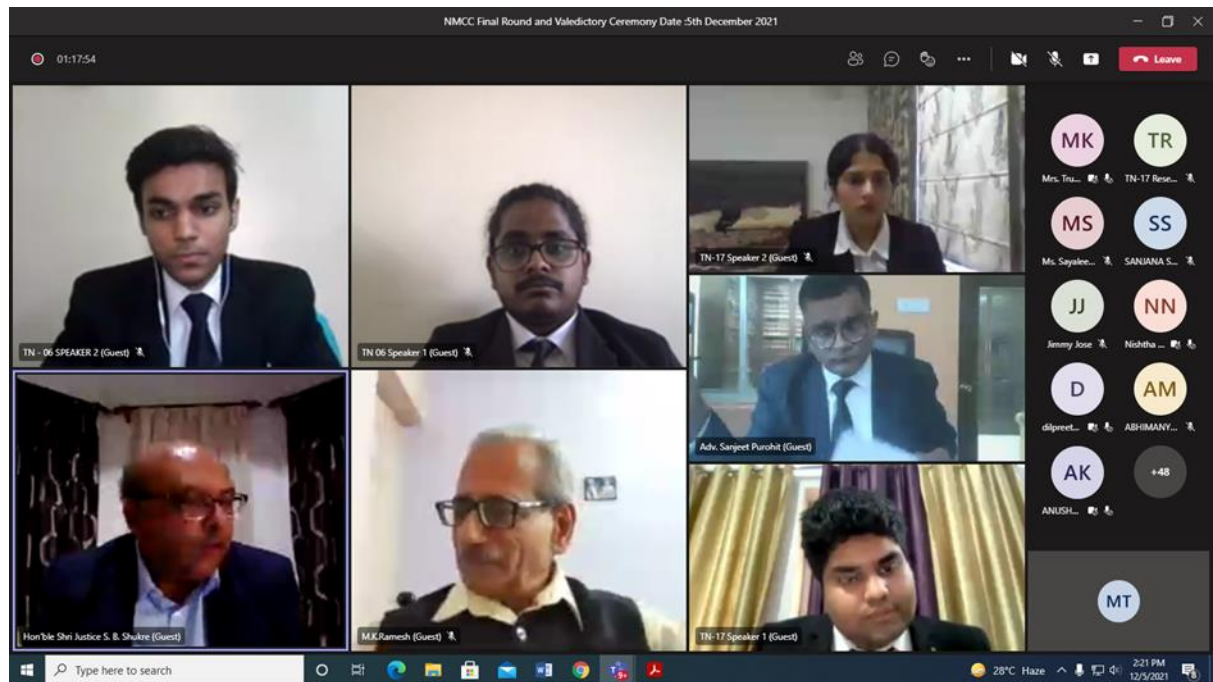 NMCC Final Round and Valedictory Ceremony Date :5th December 2021
01:17:54
Leave
TN - 06 SPEAKER 2 (Guest)
TN 06 Speaker 1 (Guest)
TN-17 Speaker 2 (Guest)
Adv. Sanjeet Purohit (Guest)
Hon'ble Shri Justice S. B. Shukre (Guest)
M.K.Ramesh (Guest)
TN-17 Speaker 1 (Guest)
MK
TR
Mrs. Tru...
TN-17 Rese...
MS
SS
Ms. Sayalee...
SANJANA S...
JJ
NN
Jimmy Jose
Nishtha ...
D
AM
dilpreet...
ABHIMANY...
AK
+48
ANUSH...
MT
Type here to search
28°C Haze
2:21 PM
12/5/2021